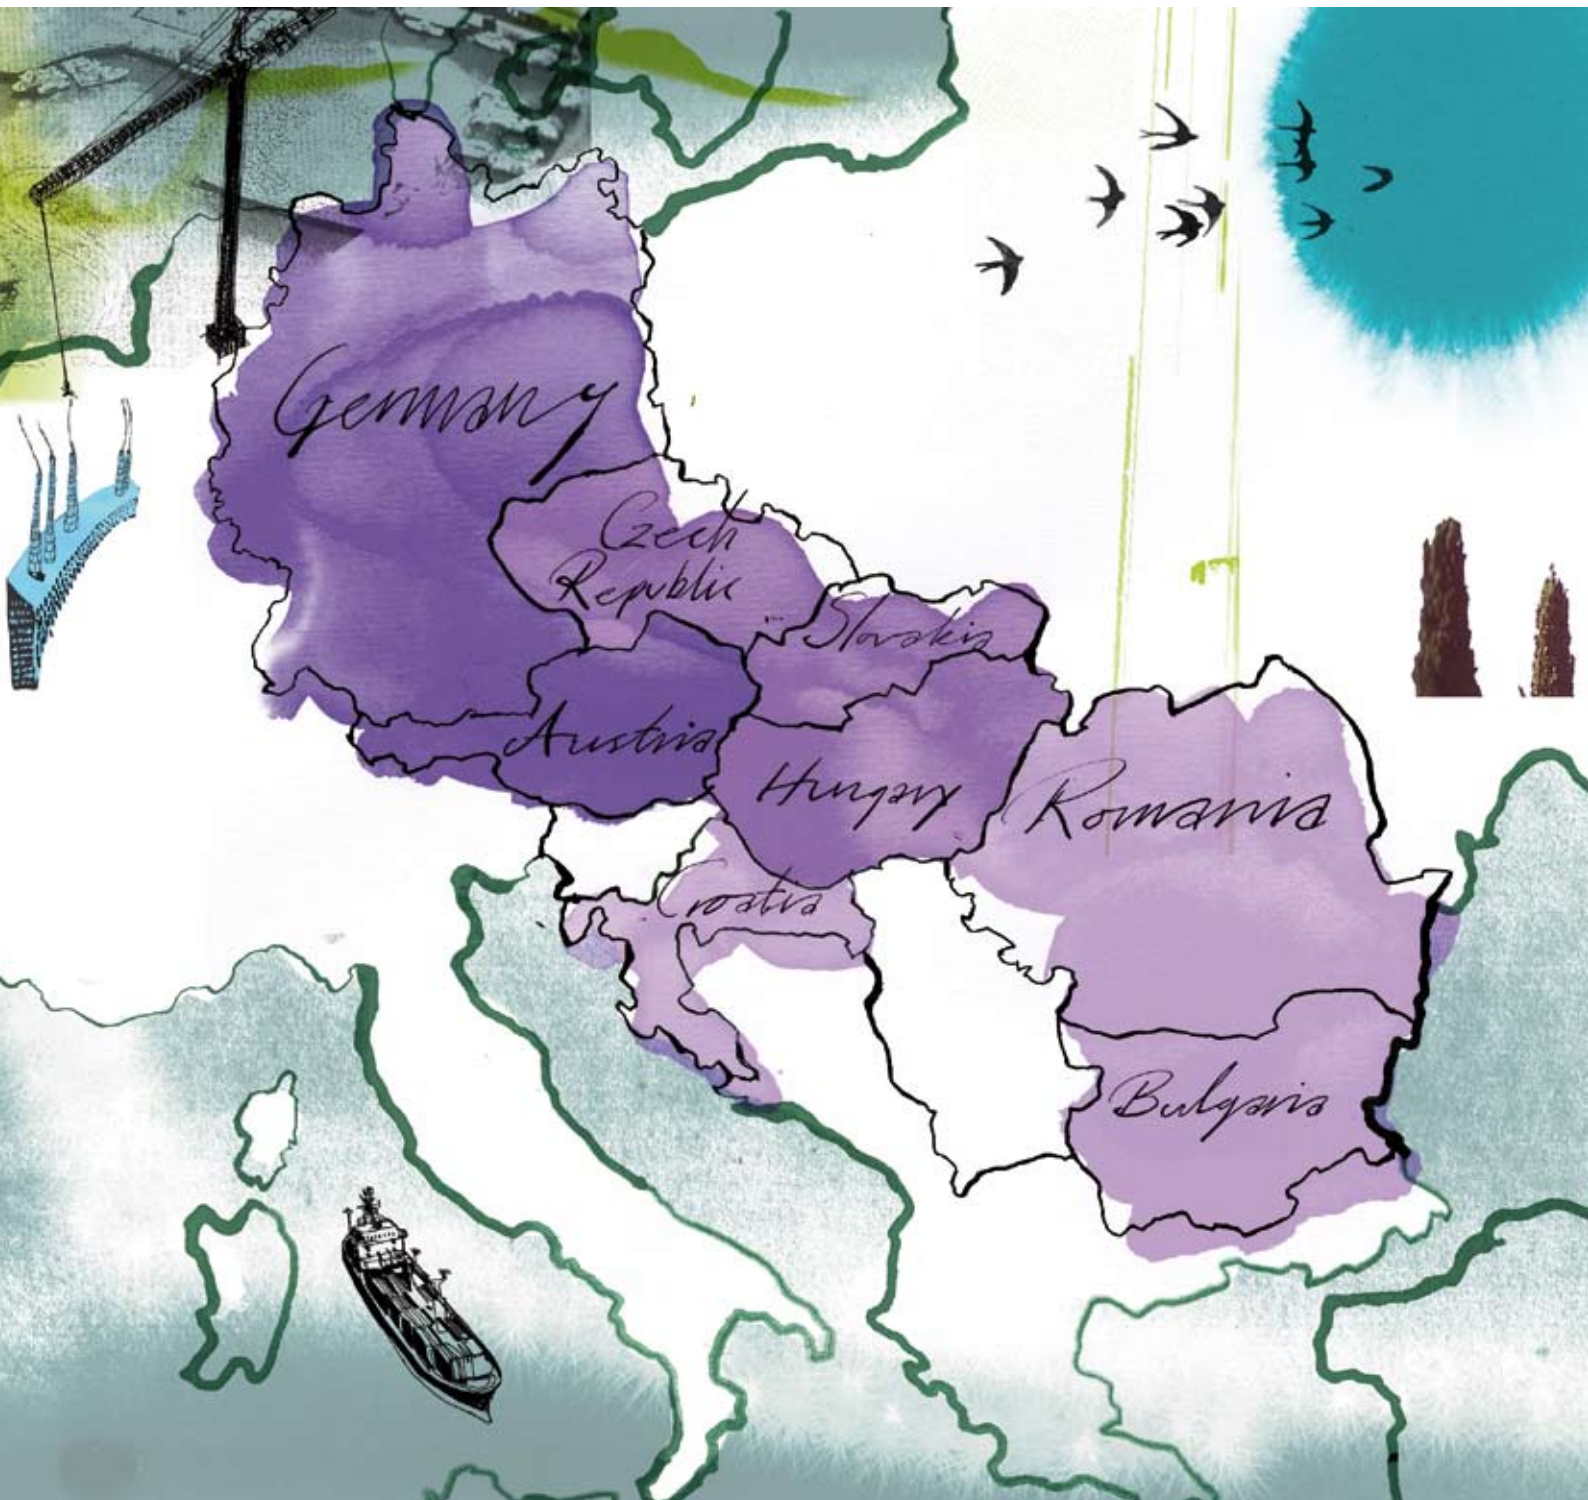 Germany
Czech
Republic
Slovakia
Austria
Hungary
Romania
Croatia
Bulgaria